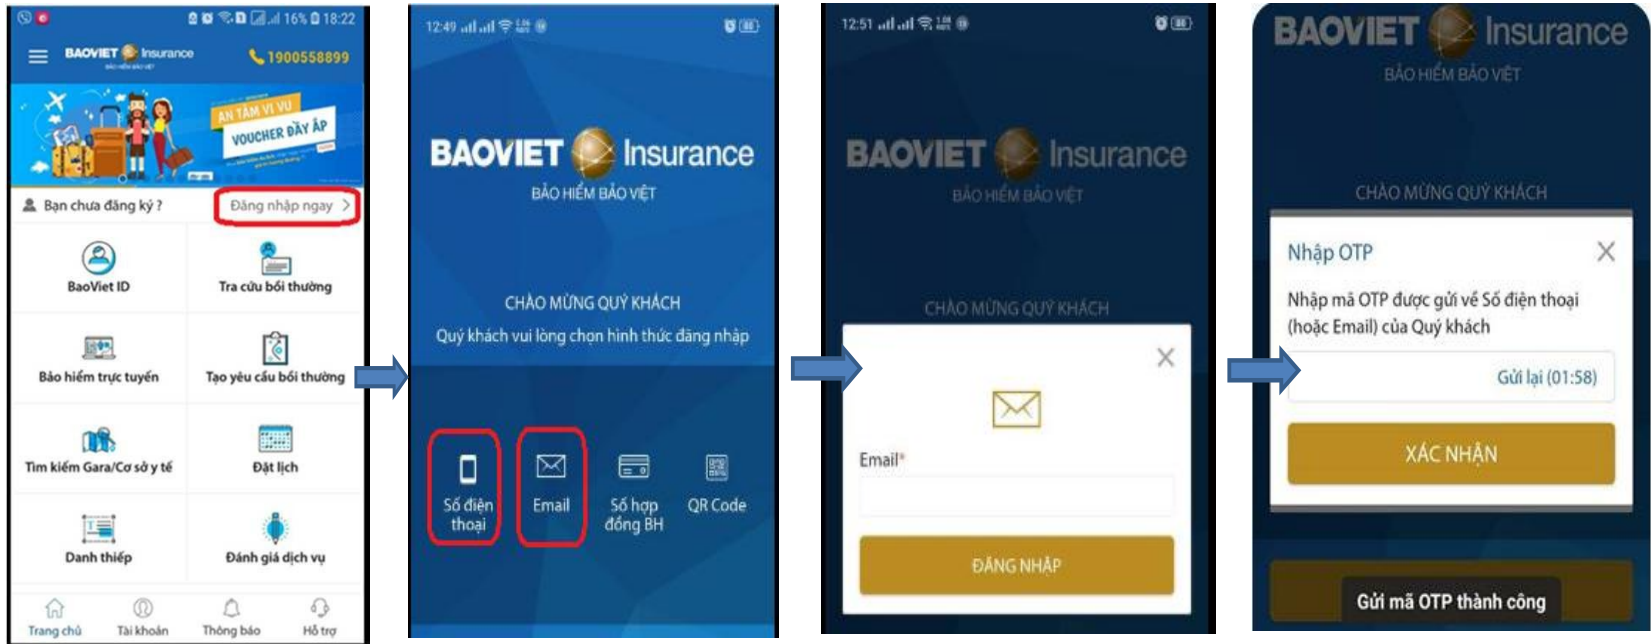 16% 18:22
BAOVIET Insurance
1900558899
AN TÂM VI VU
VOUCHER ĐẦY ẮP
Bạn chưa đăng ký ?
Đăng nhập ngay >
BaoViet ID
Tra cứu bồi thường
Bảo hiểm trực tuyến
Tạo yêu cầu bồi thường
Tìm kiếm Gara/Cơ sở y tế
Đặt lịch
Danh thiếp
Đánh giá dịch vụ
Trang chủ
Tài khoản
Thông báo
Hỗ trợ
12:49
BAOVIET Insurance
BẢO HIỂM BẢO VIỆT
CHÀO MỪNG QUÝ KHÁCH
Quý khách vui lòng chọn hình thức đăng nhập
Số điện
thoại
Email
Số hợp
đồng BH
QR Code
12:51
BAOVIET Insurance
BẢO HIỂM BẢO VIỆT
CHÀO MỪNG QUÝ KHÁCH
Email*
ĐĂNG NHẬP
BAOVIET Insurance
BẢO HIỂM BẢO VIỆT
CHÀO MỪNG QUÝ KHÁCH
Nhập OTP
Nhập mã OTP được gửi về Số điện thoại
(hoặc Email) của Quý khách
Gửi lại (01:58)
XÁC NHẬN
Gửi mã OTP thành công